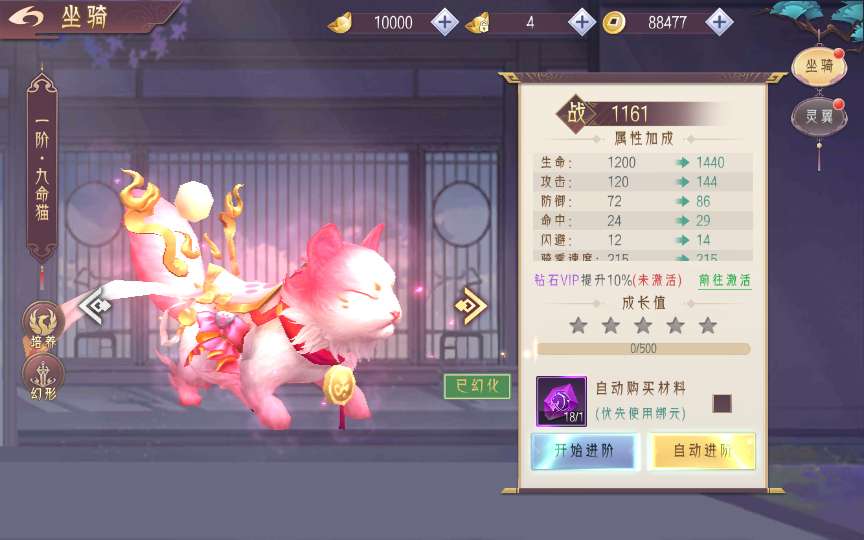 坐骑
10000
4
88477
坐骑
灵翼
一阶·九命猫
培养
幻形
已幻化
战 1161
属性加成
生命: 1200 1440
攻击: 120 144
防御: 72 86
命中: 24 29
闪避: 12 14
骑乘速度: 215 215
钻石VIP提升10%(未激活) 前往激活
成长值
0/500
18/1
自动购买材料
(优先使用绑元)
开始进阶
自动进阶